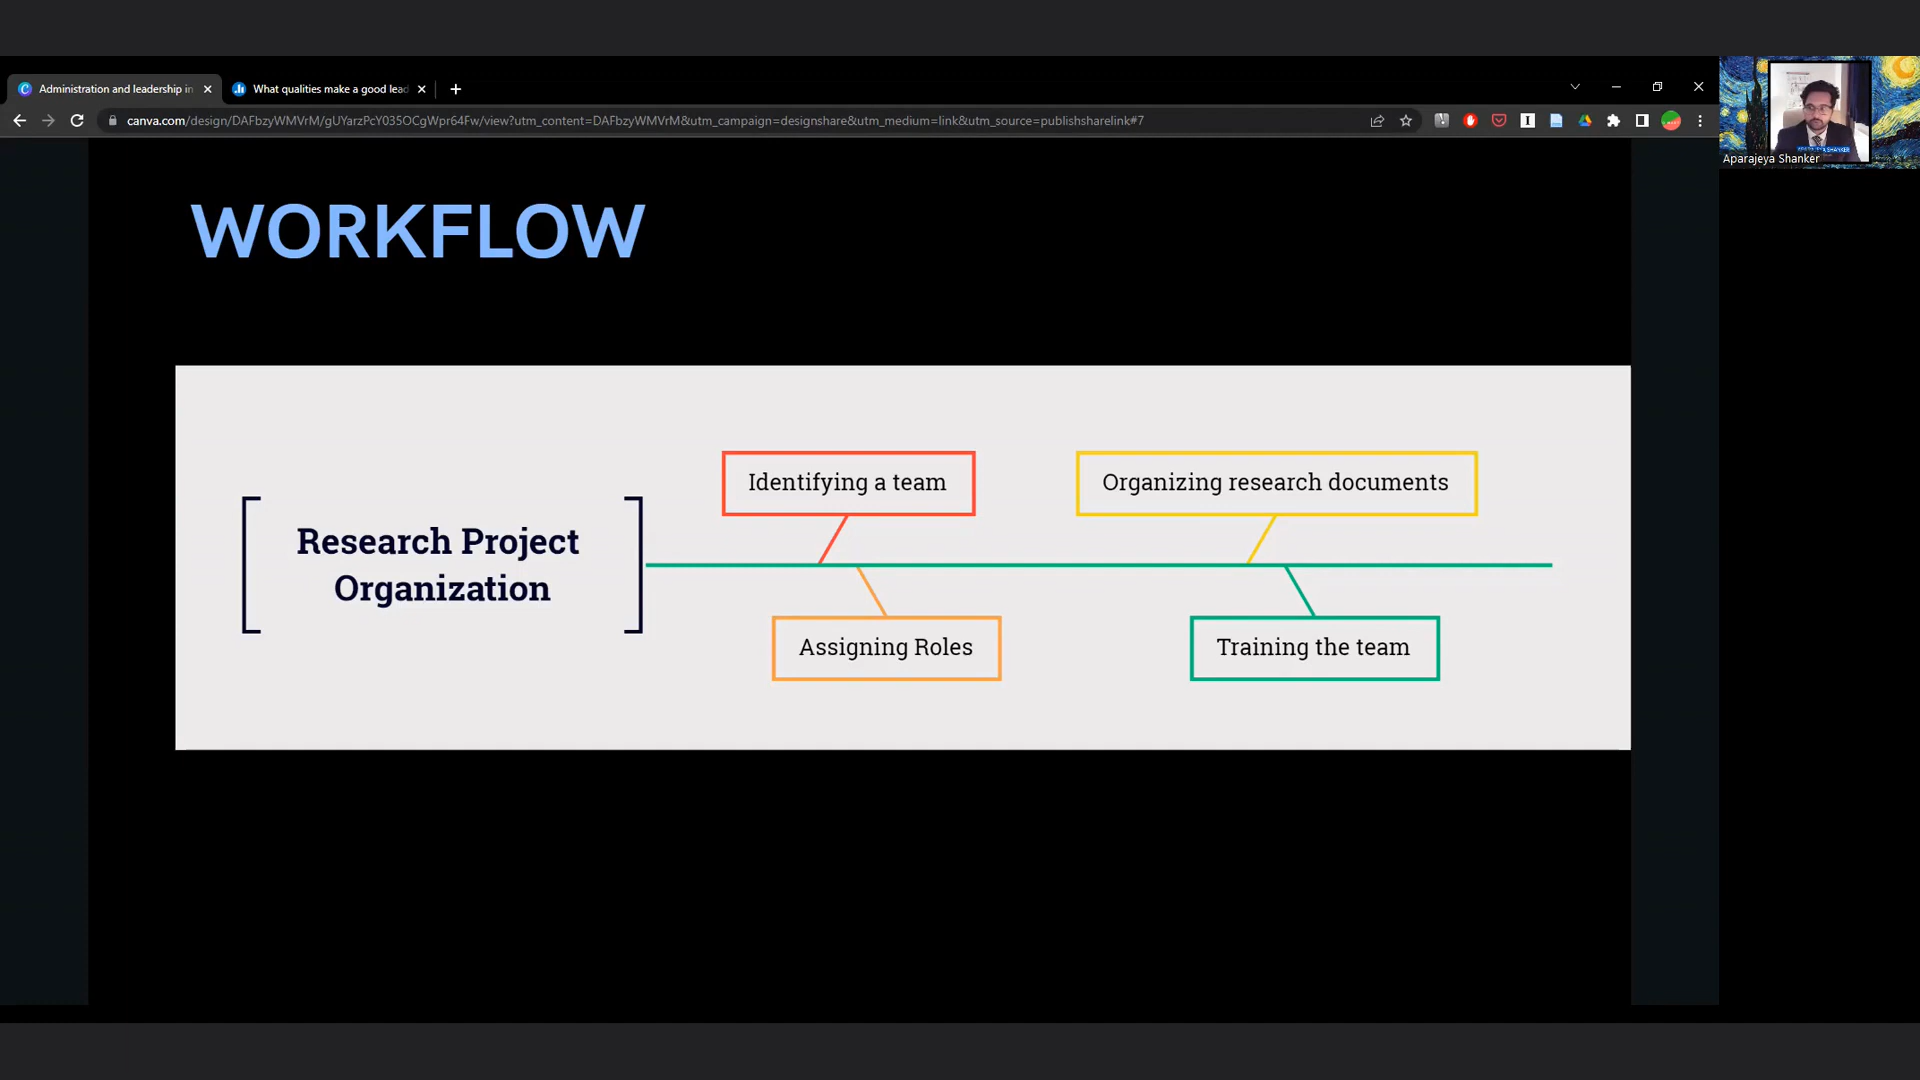 Administration and leadership in
What qualities make a good lead
canva.com/design/DAFbzyWMVrM/gUYarzPcY035OCgWpr64Fw/view?utm_content=DAFbzyWMVrM&utm_campaign=designshare&utm_medium=link&utm_source=publishsharelink#7
Aparajeya Shanker
WORKFLOW
Identifying a team
Organizing research documents
Research Project
Organization
Assigning Roles
Training the team